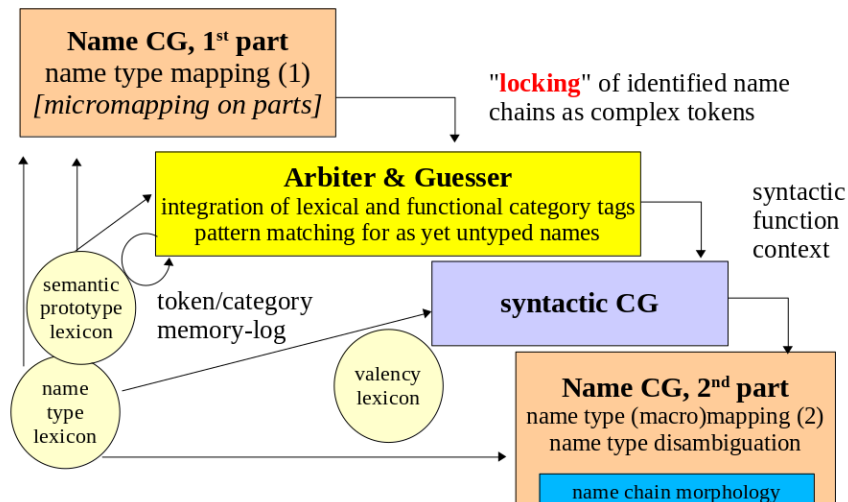 Name CG, 1st part
name type mapping (1)
[micromapping on parts]
"locking" of identified name
chains as complex tokens
Arbiter & Guesser
integration of lexical and functional category tags
pattern matching for as yet untyped names
syntactic
function
context
semantic
prototype
lexicon
token/category
memory-log
syntactic CG
name
type
lexicon
valency
lexicon
Name CG, 2nd part
name type (macro)mapping (2)
name type disambiguation
name chain morphology